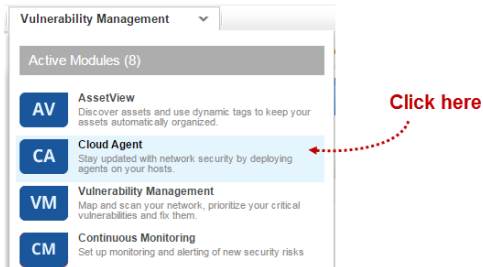 Vulnerability Management
Active Modules (8)
AV
AssetView
Discover assets and use dynamic tags to keep your
assets automatically organized.
CA
Cloud Agent
Stay updated with network security by deploying
agents on your hosts.
Click here
VM
Vulnerability Management
Map and scan your network, prioritize your critical
vulnerabilities and fix them.
CM
Continuous Monitoring
Set up monitoring and alerting of new security risks